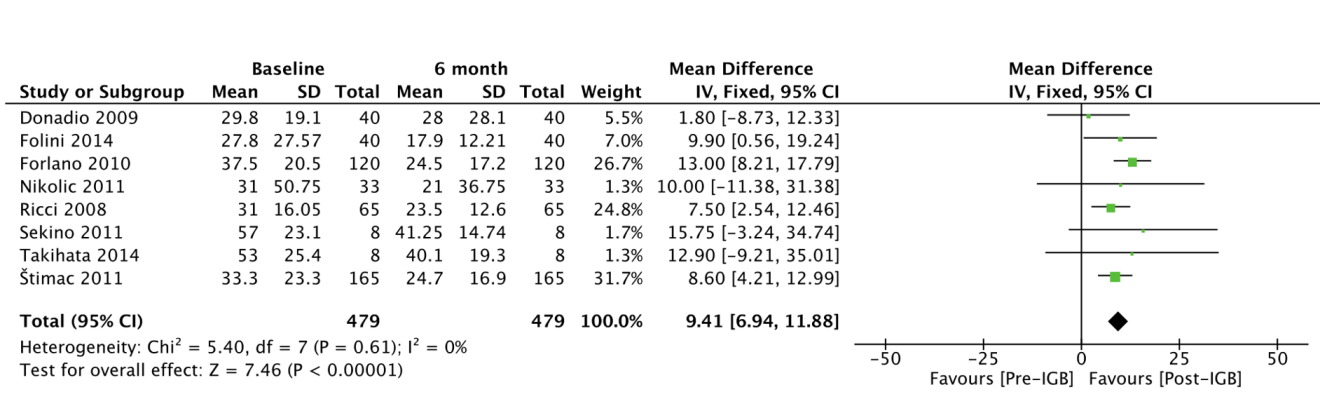 Baseline 6 month Mean Difference Mean Difference
Study or Subgroup Mean SD Total Mean SD Total Weight IV, Fixed, 95% CI IV, Fixed, 95% CI
Donadio 2009 29.8 19.1 40 28 28.1 40 5.5% 1.80 [−8.73, 12.33]
Folini 2014 27.8 27.57 40 17.9 12.21 40 7.0% 9.90 [0.56, 19.24]
Forlano 2010 37.5 20.5 120 24.5 17.2 120 26.7% 13.00 [8.21, 17.79]
Nikolic 2011 31 50.75 33 21 36.75 33 1.3% 10.00 [−11.38, 31.38]
Ricci 2008 31 16.05 65 23.5 12.6 65 24.8% 7.50 [2.54, 12.46]
Sekino 2011 57 23.1 8 41.25 14.74 8 1.7% 15.75 [−3.24, 34.74]
Takihata 2014 53 25.4 8 40.1 19.3 8 1.3% 12.90 [−9.21, 35.01]
Štimac 2011 33.3 23.3 165 24.7 16.9 165 31.7% 8.60 [4.21, 12.99]
Total (95% CI) 479 479 100.0% 9.41 [6.94, 11.88]
Heterogeneity: Chi² = 5.40, df = 7 (P = 0.61); I² = 0%
Test for overall effect: Z = 7.46 (P < 0.00001)
−50 −25 0 25 50
Favours [Pre−IGB] Favours [Post−IGB]